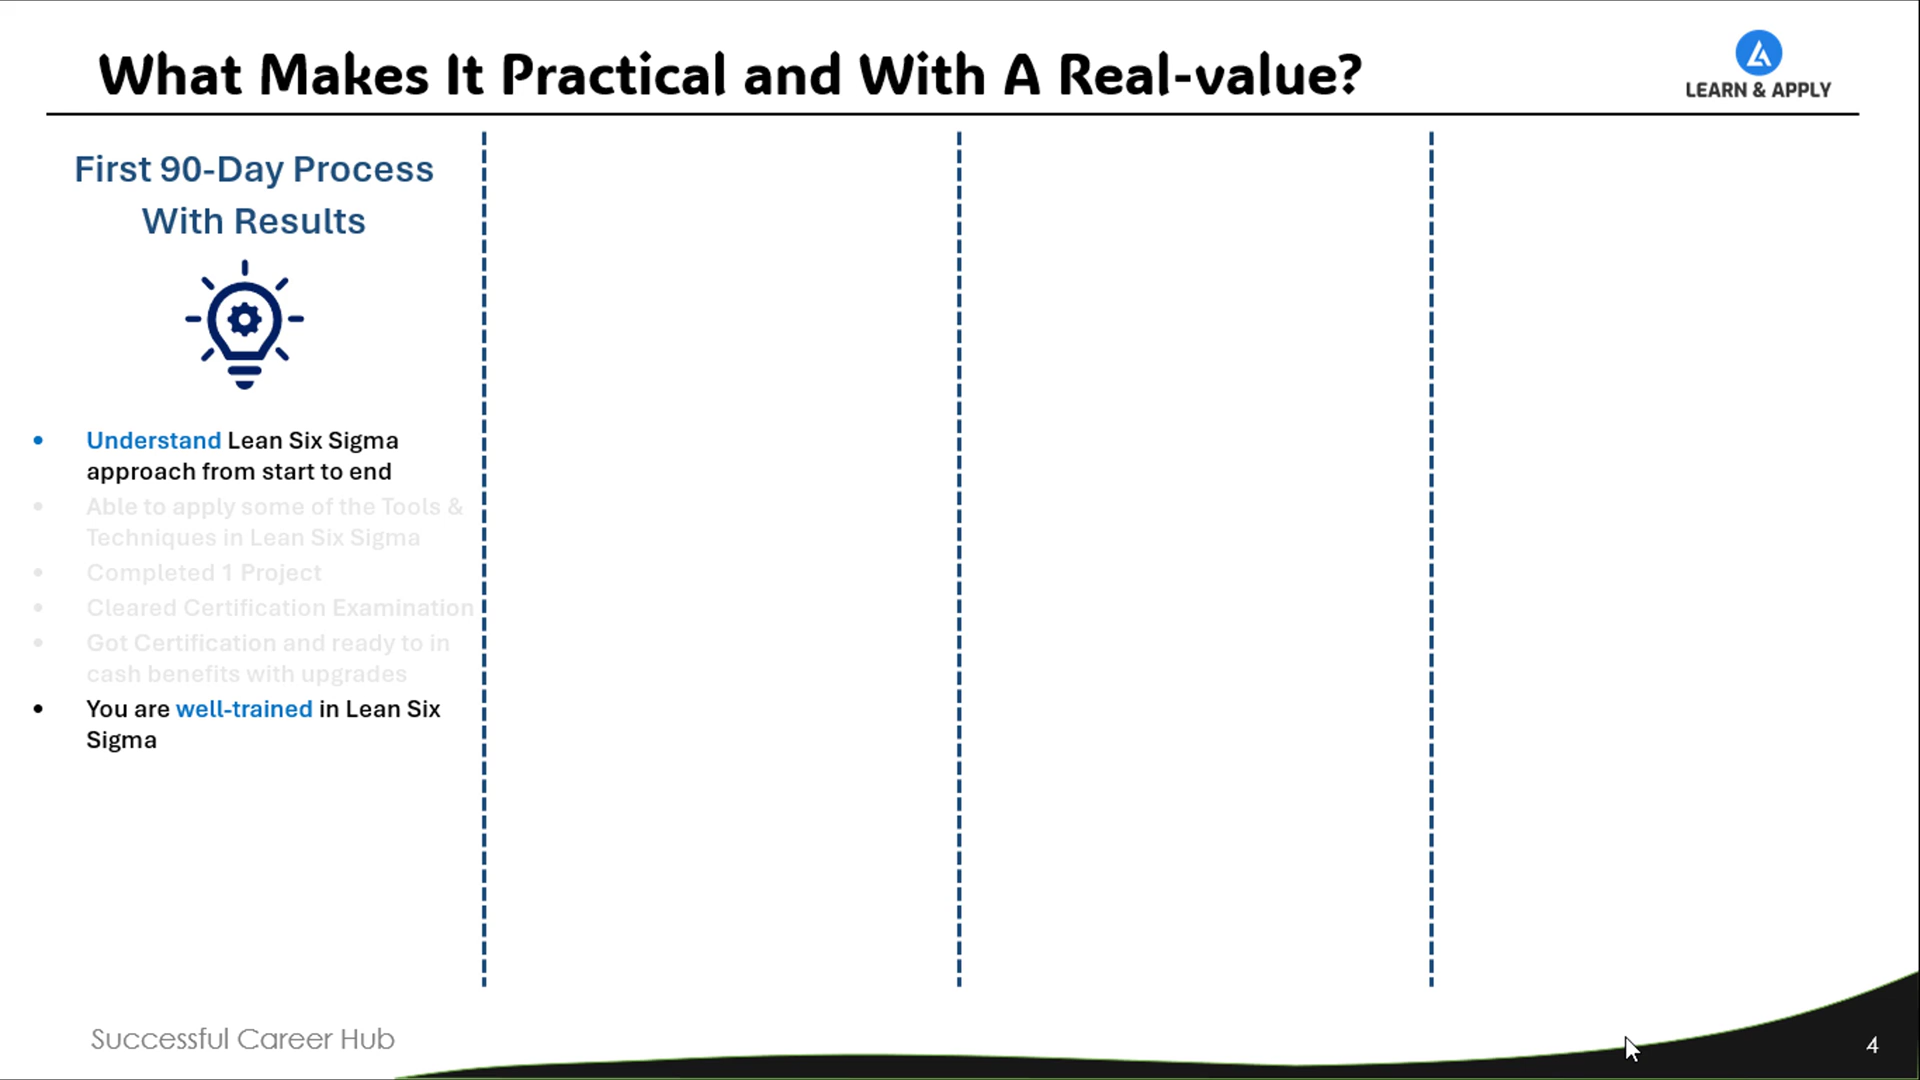 What Makes It Practical and With A Real-value?
LEARN & APPLY
First 90-Day Process
With Results
• Understand Lean Six Sigma
approach from start to end
• Able to apply some of the Tools &
Techniques in Lean Six Sigma
• Completed 1 Project
• Cleared Certification Examination
• Got Certification and ready to in
cash benefits with upgrades
• You are well-trained in Lean Six
Sigma
Successful Career Hub
4